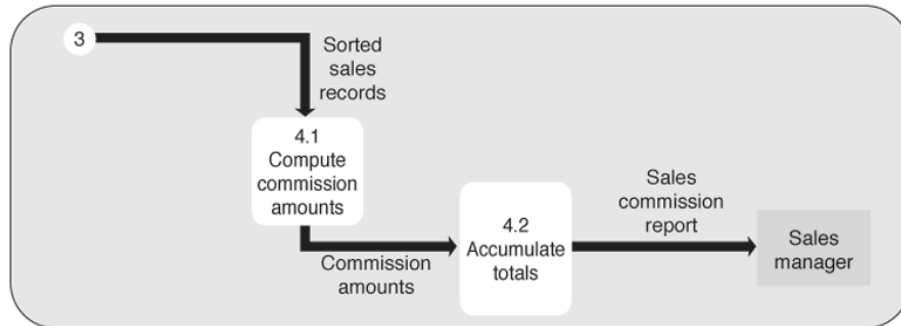 3
Sorted
sales
records
4.1
Compute
commission
amounts
Commission
amounts
4.2
Accumulate
totals
Sales
commission
report
Sales
manager